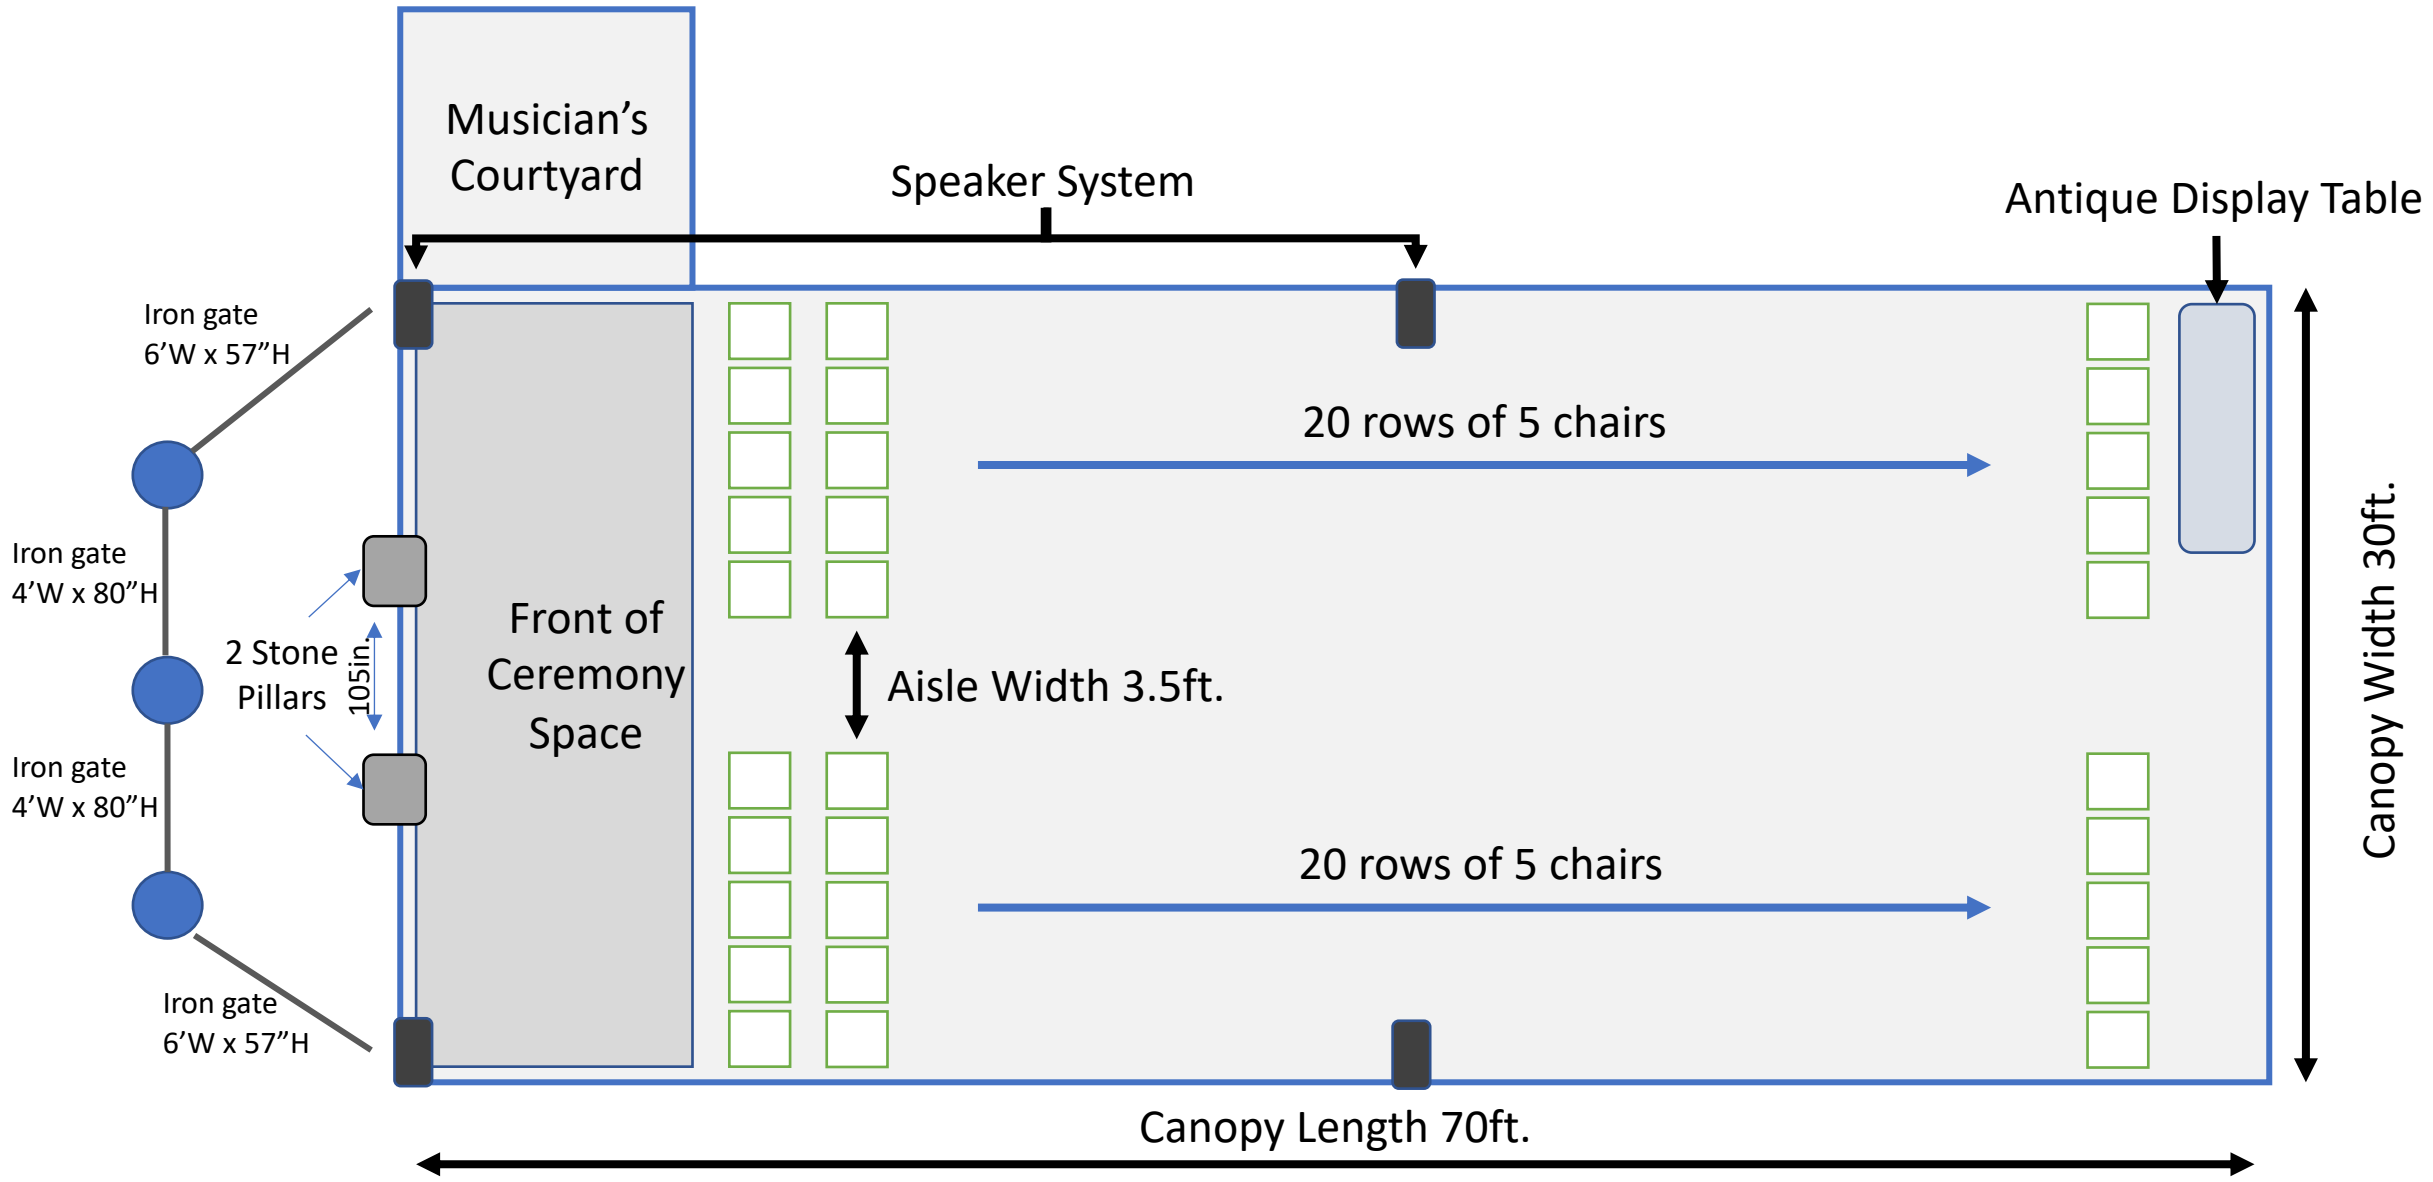 Musician’s
Courtyard
Speaker System
Antique Display Table
Iron gate
6’W x 57”H
20 rows of 5 chairs
Iron gate
4’W x 80”H
2 Stone
Pillars
105in.
Front of
Ceremony
Space
Aisle Width 3.5ft.
Canopy Width 30ft.
Iron gate
4’W x 80”H
20 rows of 5 chairs
Iron gate
6’W x 57”H
Canopy Length 70ft.